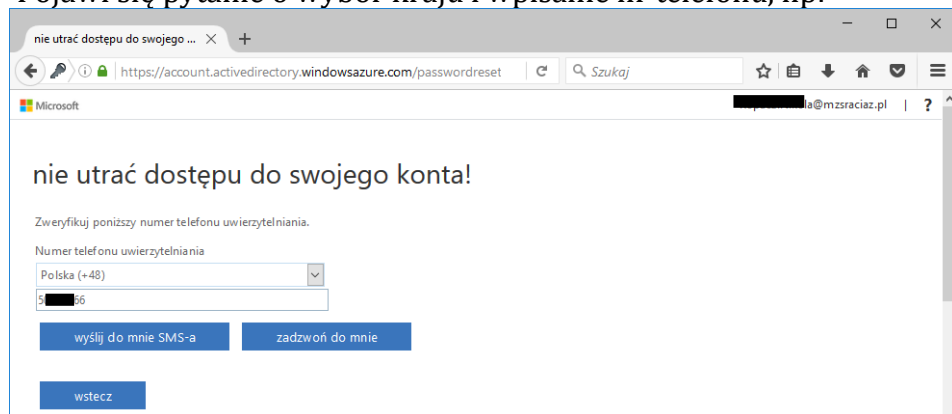 Pojawi się pytanie o wybór kraju i wpisanie nr telefonu, np.
nie utrać dostępu do swojego ...
https://account.activedirectory.windowsazure.com/passwordreset
Szukaj
Microsoft
la@mzsraciaz.pl | ?
nie utrać dostępu do swojego konta!
Zweryfikuj poniższy numer telefonu uwierzytelniania.
Numer telefonu uwierzytelniania
Polska (+48)
5 66
wyślij do mnie SMS-a
zadzwoń do mnie
wstecz